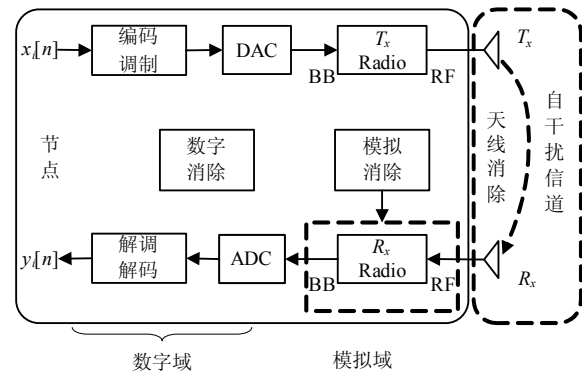 x_i[n]
编码
调制
DAC
BB
T_x
Radio
RF
T_x
节点
数字
消除
模拟
消除
天线消除
自干扰信道
y_i[n]
解调
解码
ADC
BB
R_x
Radio
RF
R_x
数字域
模拟域